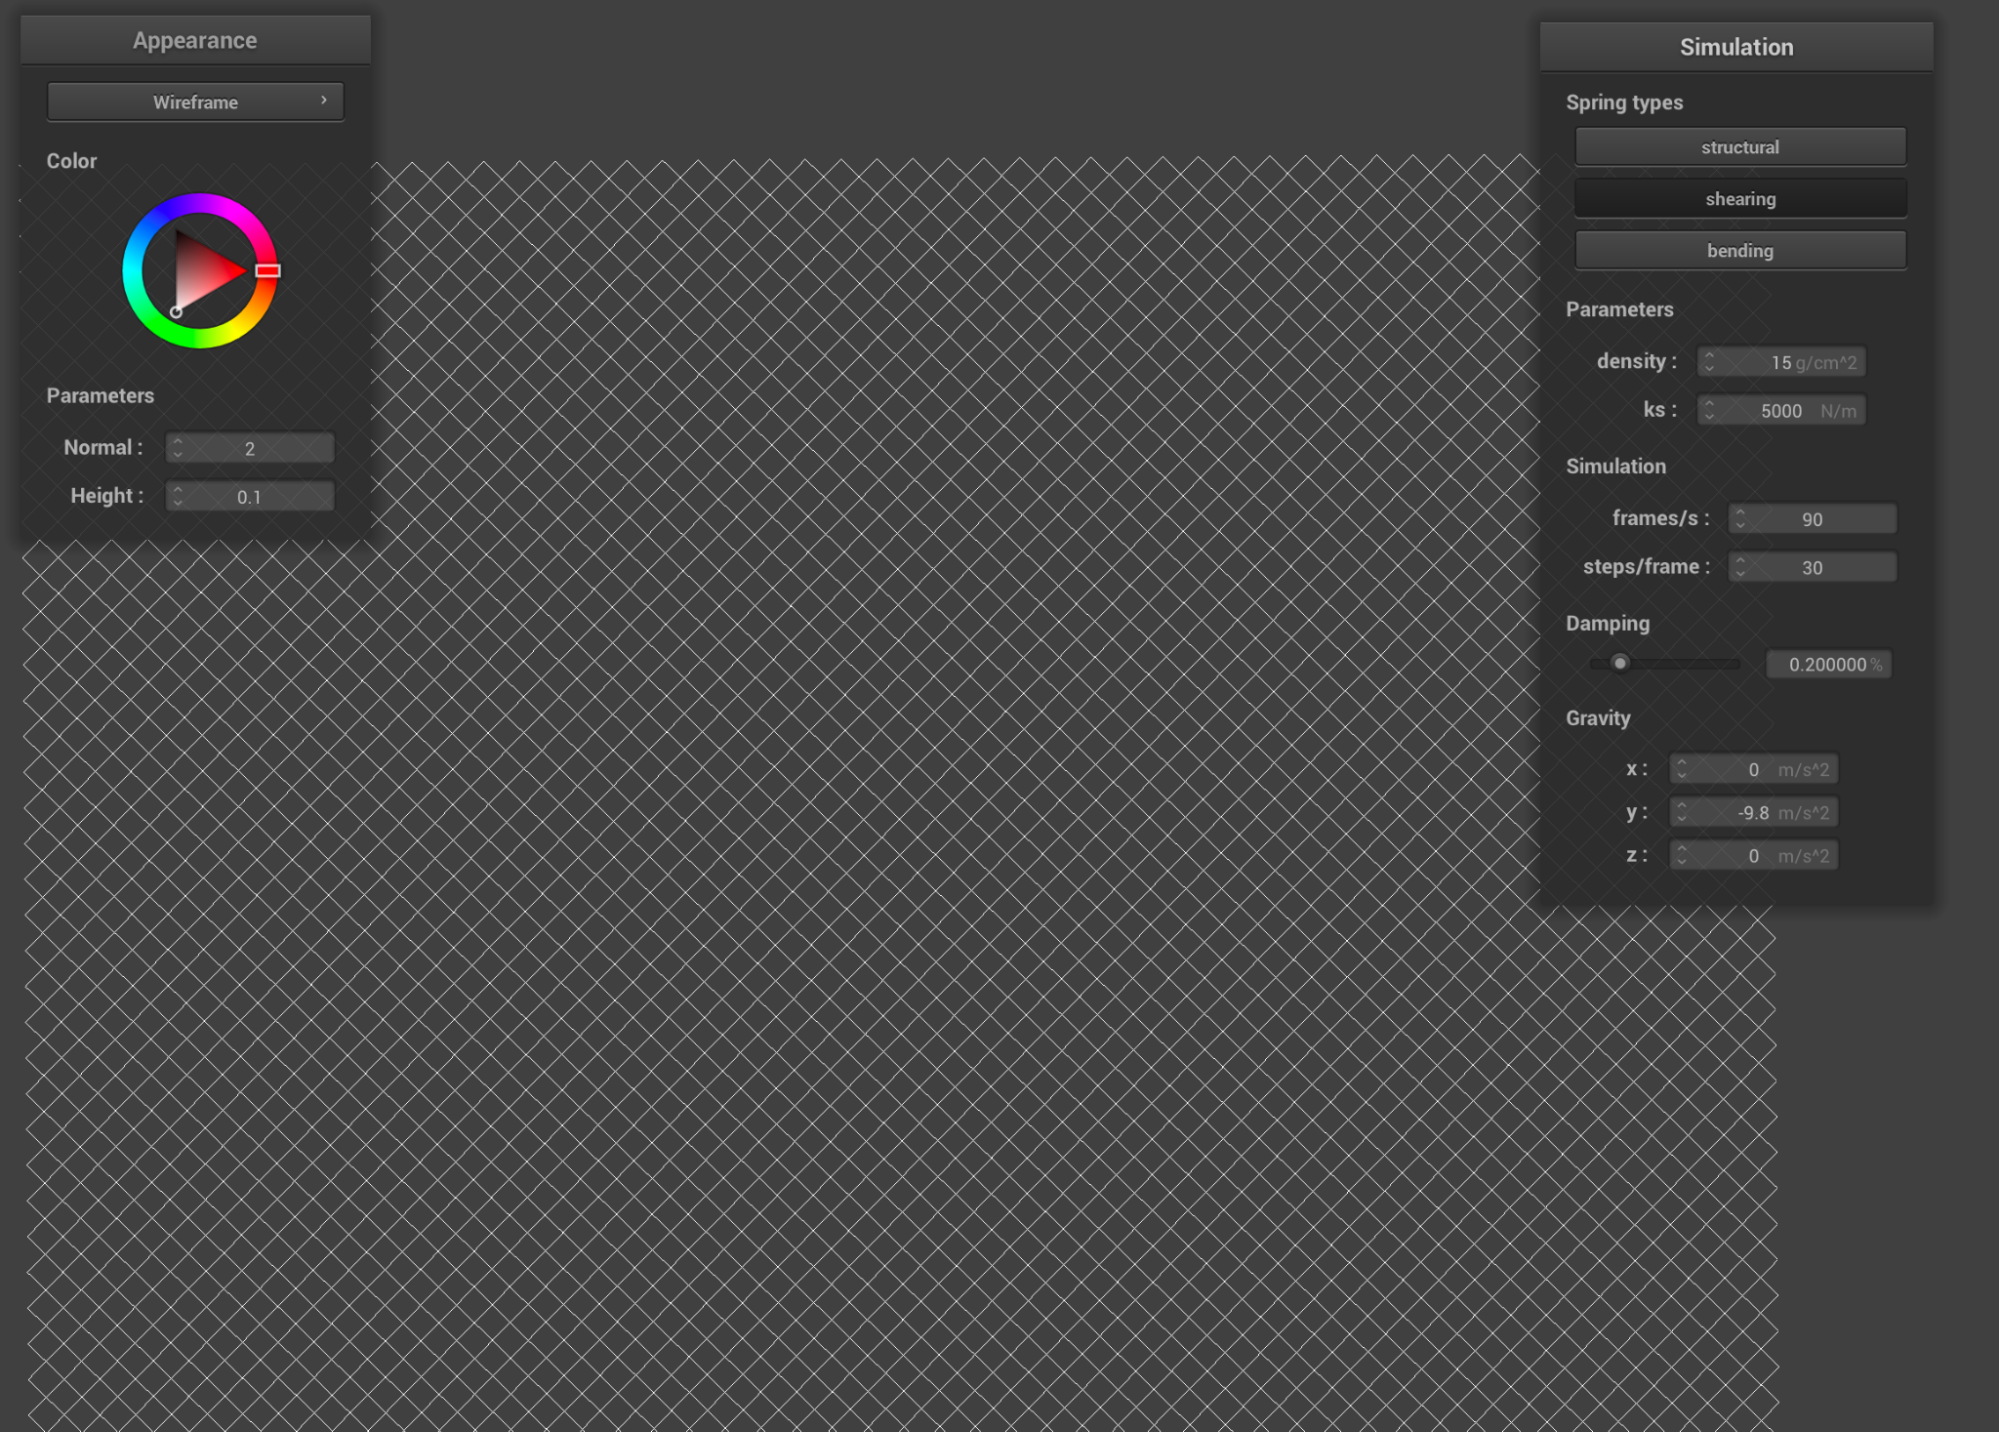 Appearance
Wireframe
Color
Parameters
Normal : 2
Height : 0.1
Simulation
Spring types
structural
shearing
bending
Parameters
density : 15 g/cm^2
ks : 5000 N/m
Simulation
frames/s : 90
steps/frame : 30
Damping
0.200000 %
Gravity
x : 0 m/s^2
y : -9.8 m/s^2
z : 0 m/s^2